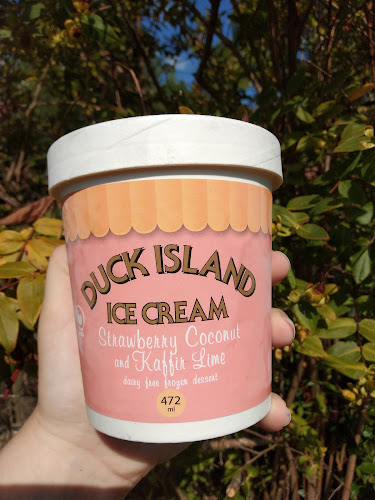 DUCK ISLAND
ICE CREAM
Strawberry Coconut
and Kaffir Lime
dairy free frozen dessert
472
ml